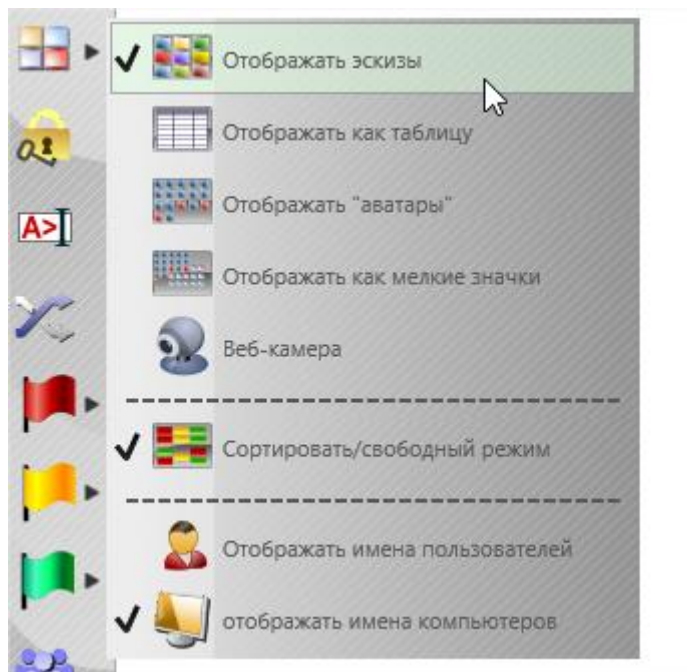 Отображать эскизы
Отображать как таблицу
Отображать "аватары"
Отображать как мелкие значки
Веб-камера
A>
Сортировать/свободный режим
Отображать имена пользователей
отображать имена компьютеров